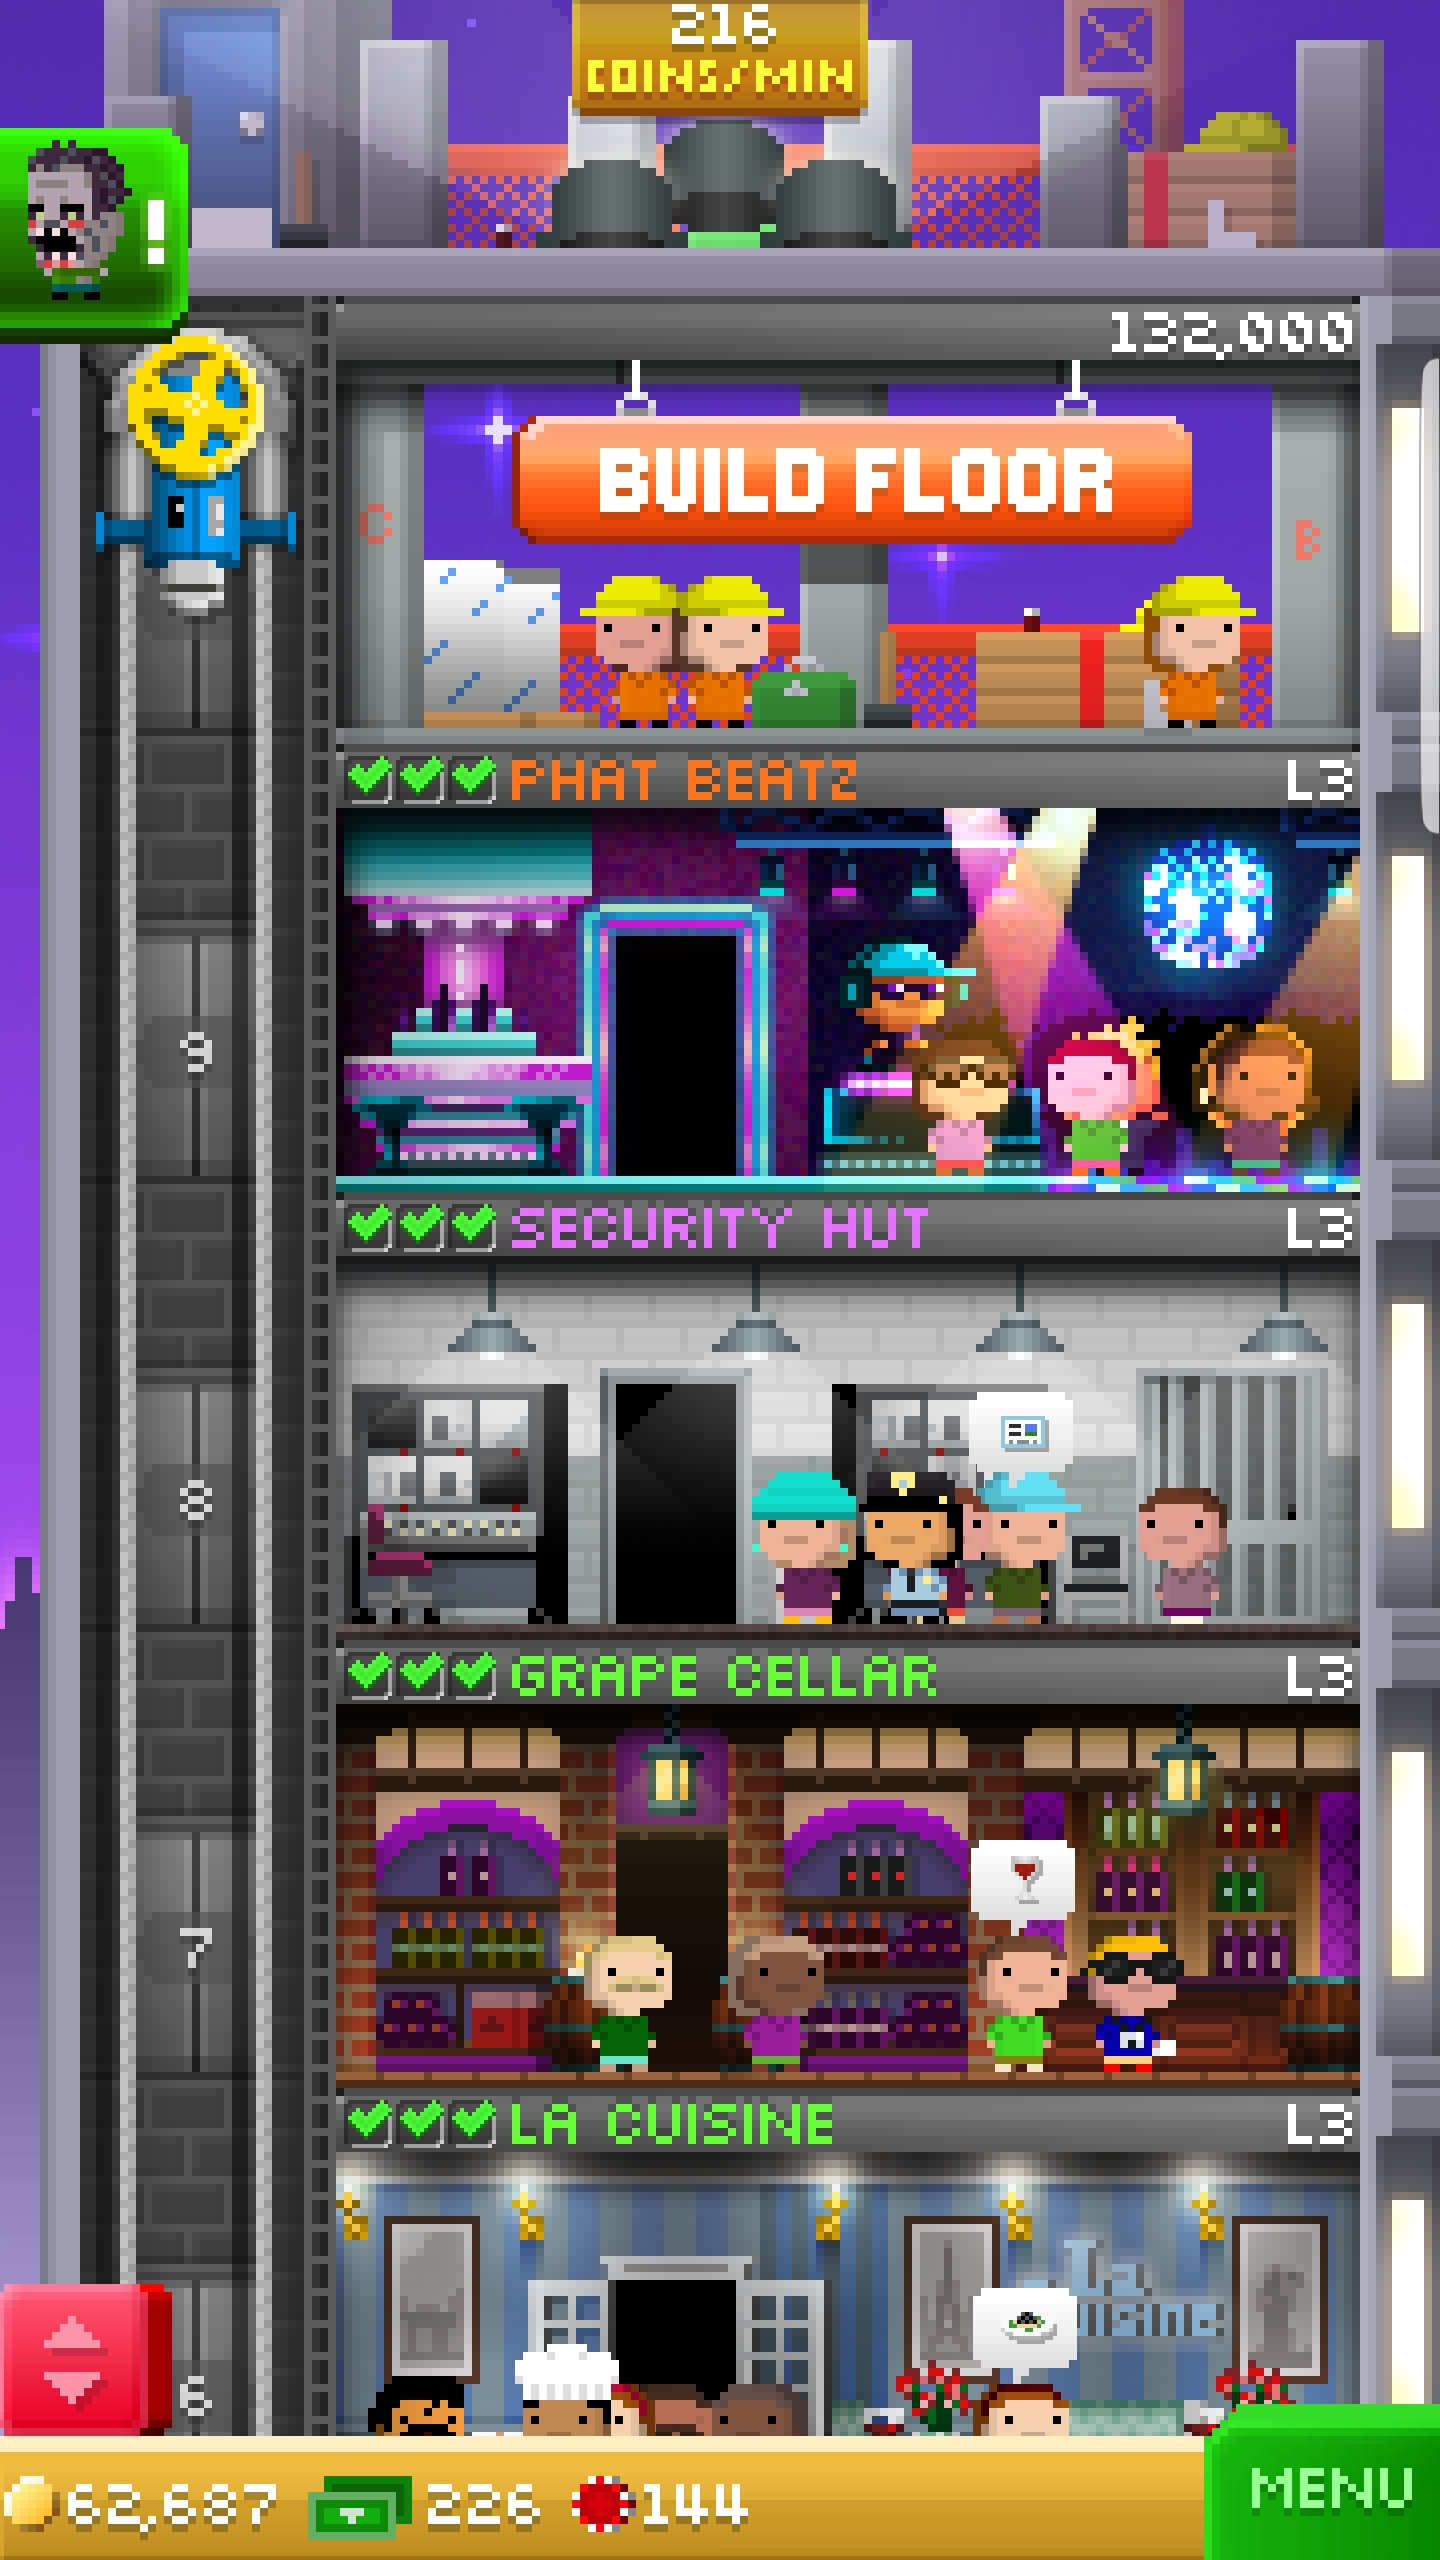 216
COINS/MIN
!
132,000
BUILD FLOOR
C
B
PHAT BEATZ
L3
9
SECURITY HUT
L3
8
GRAPE CELLAR
L3
7
LA CUISINE
L3
La
Cuisine
6
62,687
226
144
MENU